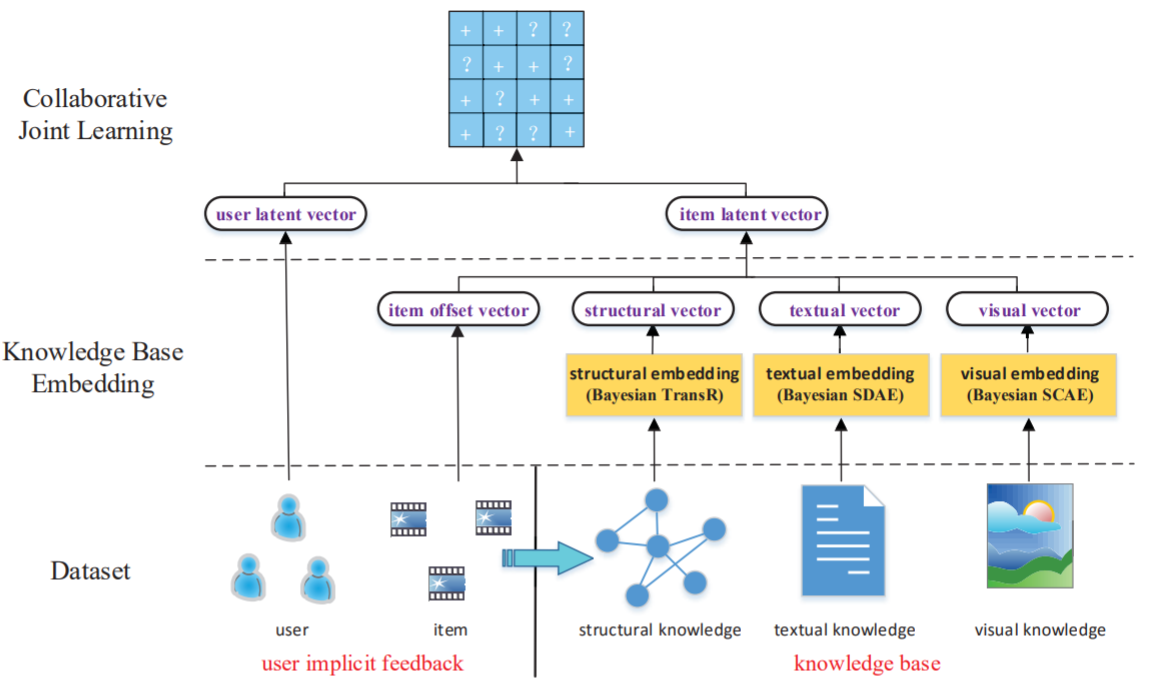 + + ? ?
? + + ?
+ ? + +
+ ? ? +
Collaborative
Joint Learning
user latent vector
item latent vector
item offset vector
structural vector
textual vector
visual vector
Knowledge Base
Embedding
structural embedding
(Bayesian TransR)
textual embedding
(Bayesian SDAE)
visual embedding
(Bayesian SCAE)
Dataset
user
item
structural knowledge
textual knowledge
visual knowledge
user implicit feedback
knowledge base